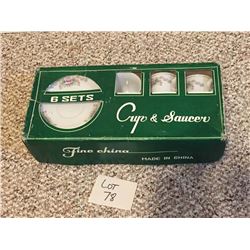 6 SETS
Cup & Saucer
Fine china
MADE IN CHINA
LOT
78